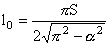 l₀ = πS / 2√(π² − α²)